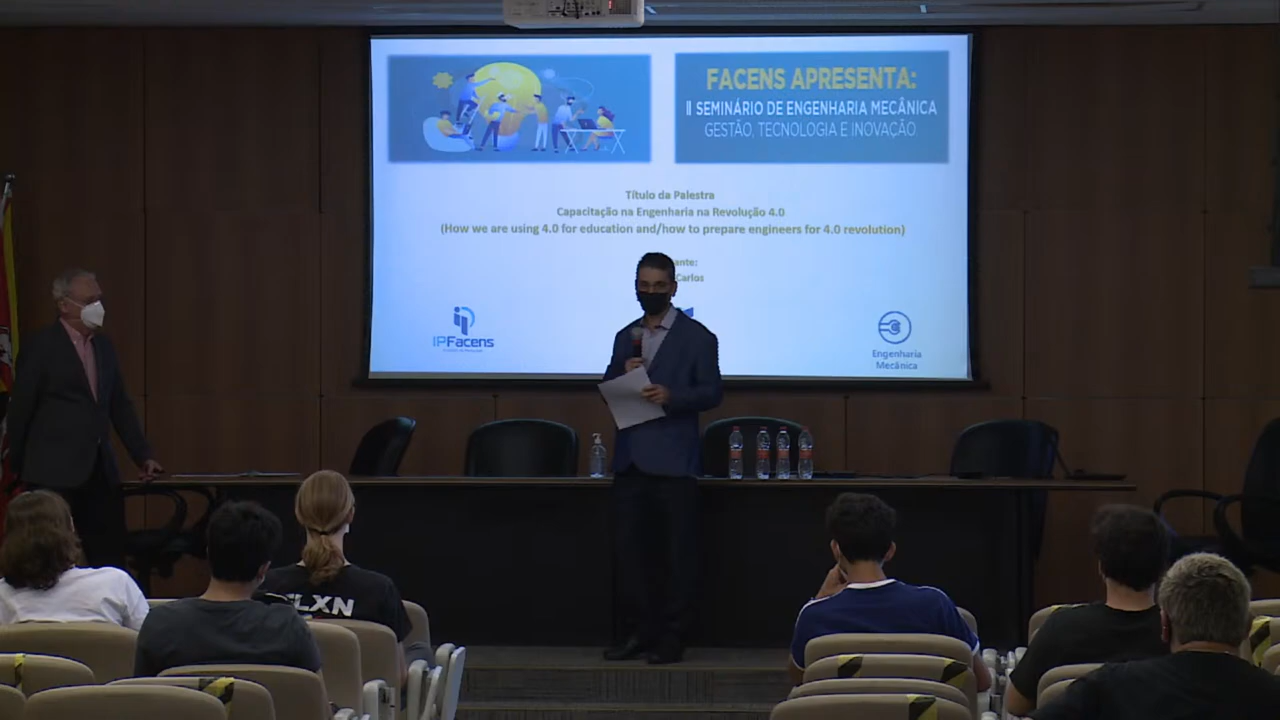 FACENS APRESENTA:
II SEMINÁRIO DE ENGENHARIA MECÂNICA
GESTÃO, TECNOLOGIA E INOVAÇÃO
Título da Palestra
Capacitação na Engenharia na Revolução 4.0
(How we are using 4.0 for education and/how to prepare engineers for 4.0 revolution)
ante:
Carlos
IPFacens
Engenharia
Mecânica
LXN